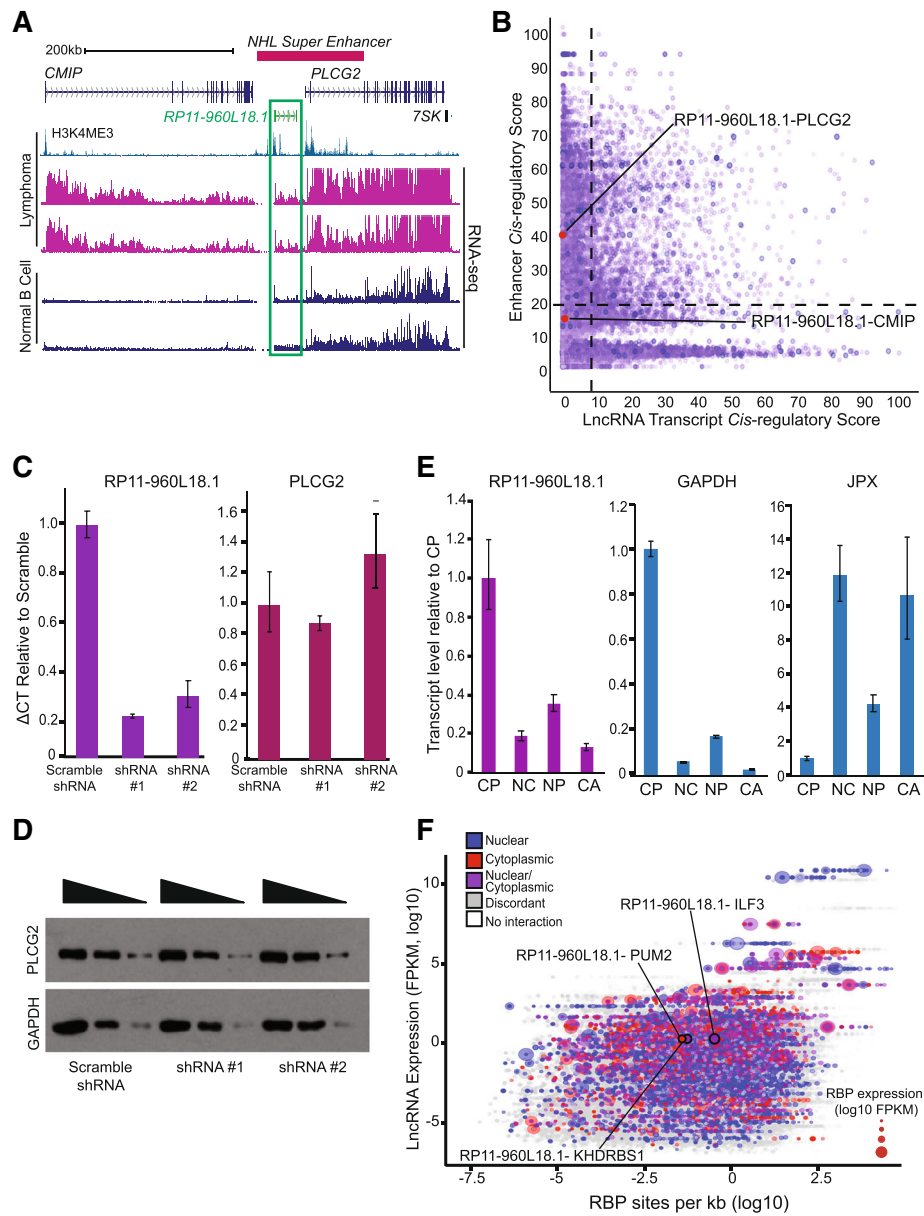 A
200kb
NHL Super Enhancer
CMIP
PLCG2
RP11-960L18.1
7SK
H3K4ME3
Lymphoma
Normal B Cell
RNA-seq
B
Enhancer Cis-regulatory Score
100
90
80
70
60
50
40
30
20
10
0
RP11-960L18.1-PLCG2
RP11-960L18.1-CMIP
0 10 20 30 40 50 60 70 80 90 100
LncRNA Transcript Cis-regulatory Score
C
RP11-960L18.1
PLCG2
ΔCT Relative to Scramble
1.0
0.8
0.6
0.4
0.2
0
Scramble shRNA
shRNA #1
shRNA #2
1.6
1.4
1.2
1.0
0.8
0.6
0.4
0.2
0
Scramble shRNA
shRNA #1
shRNA #2
E
RP11-960L18.1
GAPDH
JPX
Transcript level relative to CP
1.4
1.2
1.0
0.8
0.6
0.4
0.2
0
CP NC NP CA
1.2
1.0
0.8
0.6
0.4
0.2
0
CP NC NP CA
16
14
12
10
8
6
4
2
0
CP NC NP CA
D
PLCG2
GAPDH
Scramble shRNA
shRNA #1
shRNA #2
F
Nuclear
Cytoplasmic
Nuclear/
Cytoplasmic
Discordant
No interaction
RP11-960L18.1- ILF3
RP11-960L18.1- PUM2
RP11-960L18.1- KHDRBS1
LncRNA Expression (FPKM, log10)
10
5
0
-5
RBP expression
(log10 FPKM)
-7.5 -5.0 -2.5 0 2.5 5.0
RBP sites per kb (log10)